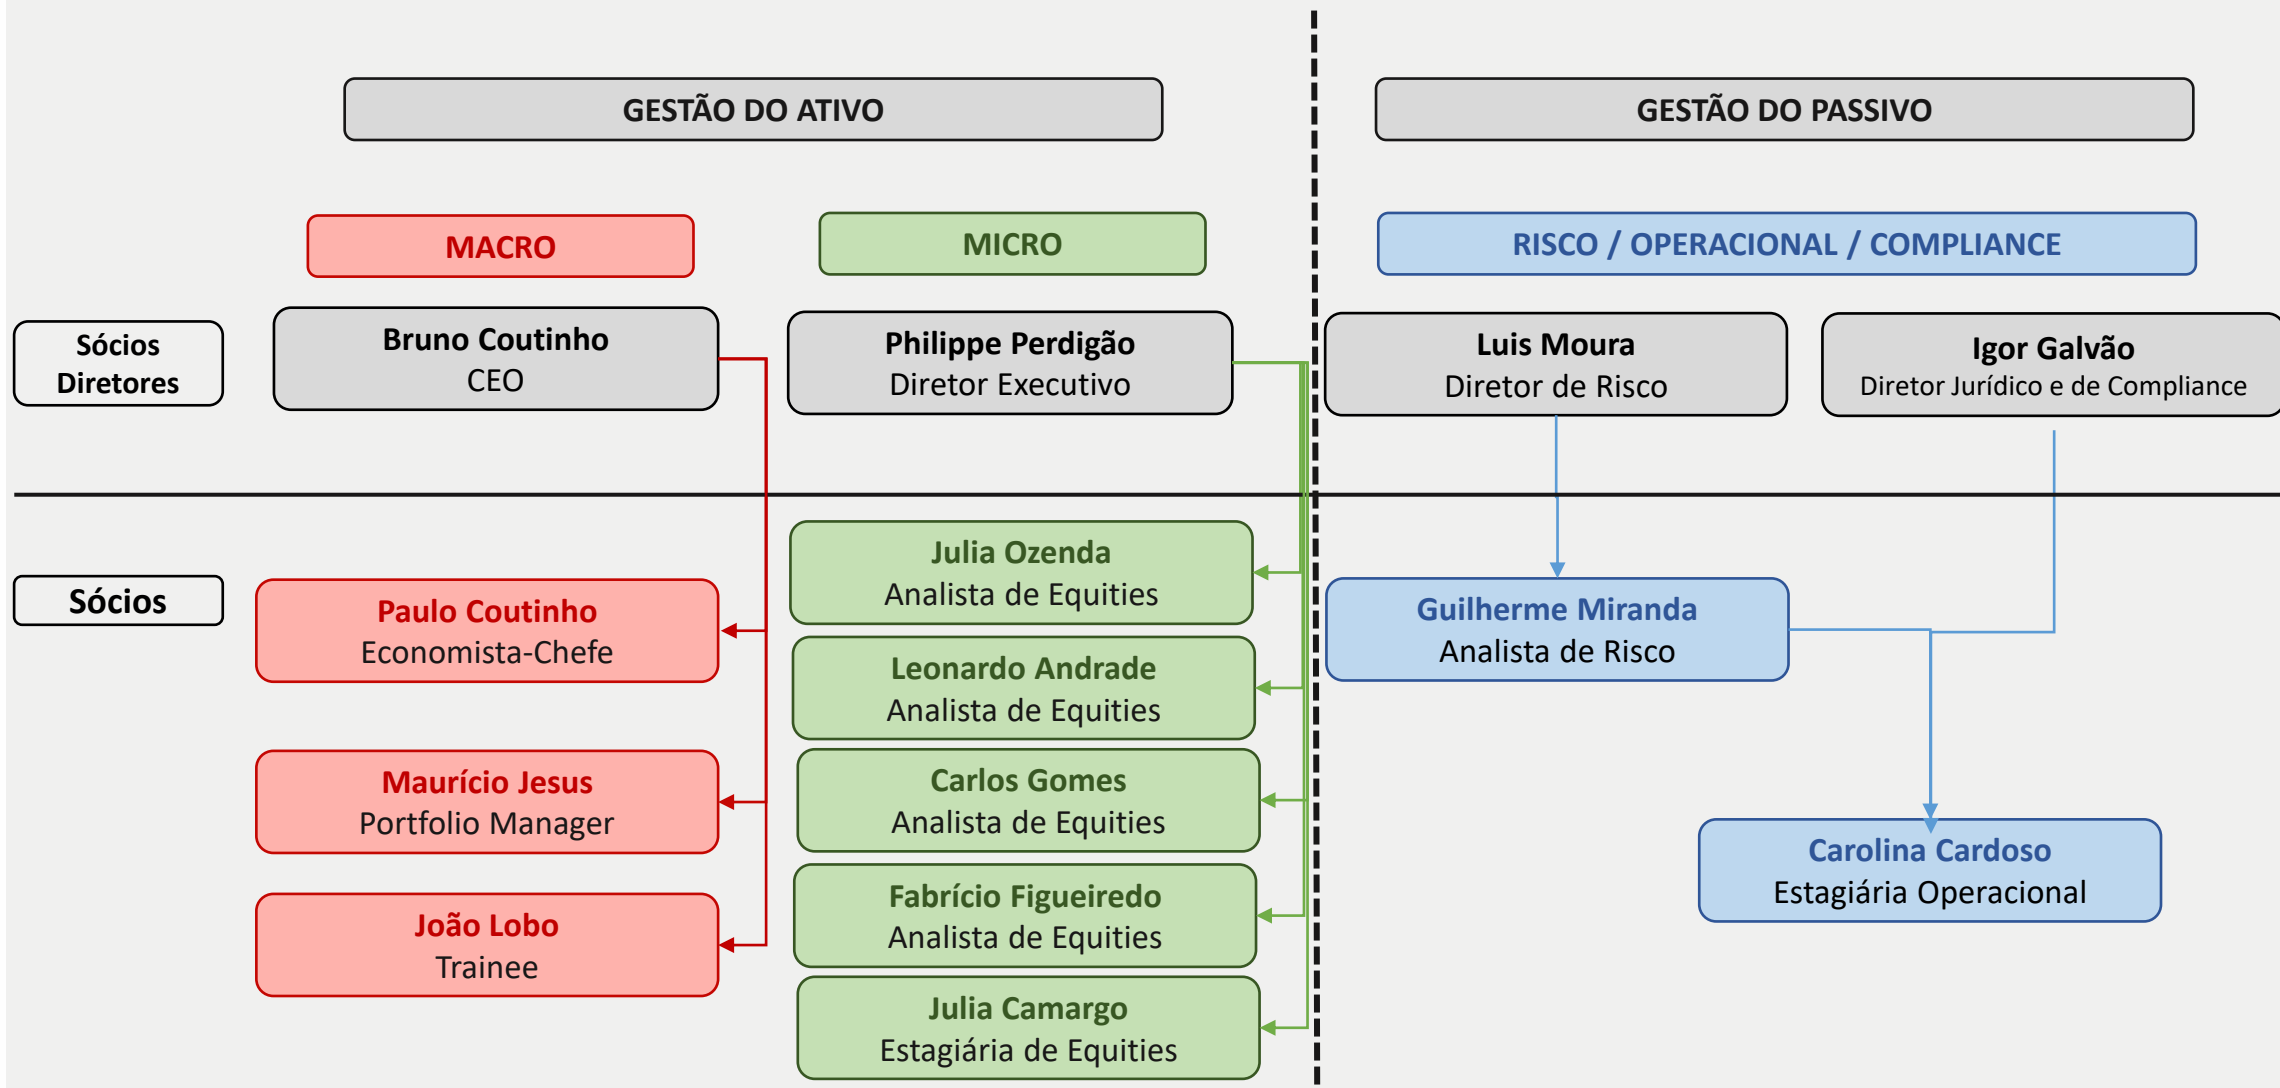 GESTÃO DO ATIVO
GESTÃO DO PASSIVO
MACRO
MICRO
RISCO / OPERACIONAL / COMPLIANCE
Sócios
Diretores
Bruno Coutinho
CEO
Philippe Perdigão
Diretor Executivo
Luis Moura
Diretor de Risco
Igor Galvão
Diretor Jurídico e de Compliance
Sócios
Paulo Coutinho
Economista-Chefe
Maurício Jesus
Portfolio Manager
João Lobo
Trainee
Julia Ozenda
Analista de Equities
Leonardo Andrade
Analista de Equities
Carlos Gomes
Analista de Equities
Fabrício Figueiredo
Analista de Equities
Julia Camargo
Estagiária de Equities
Guilherme Miranda
Analista de Risco
Carolina Cardoso
Estagiária Operacional